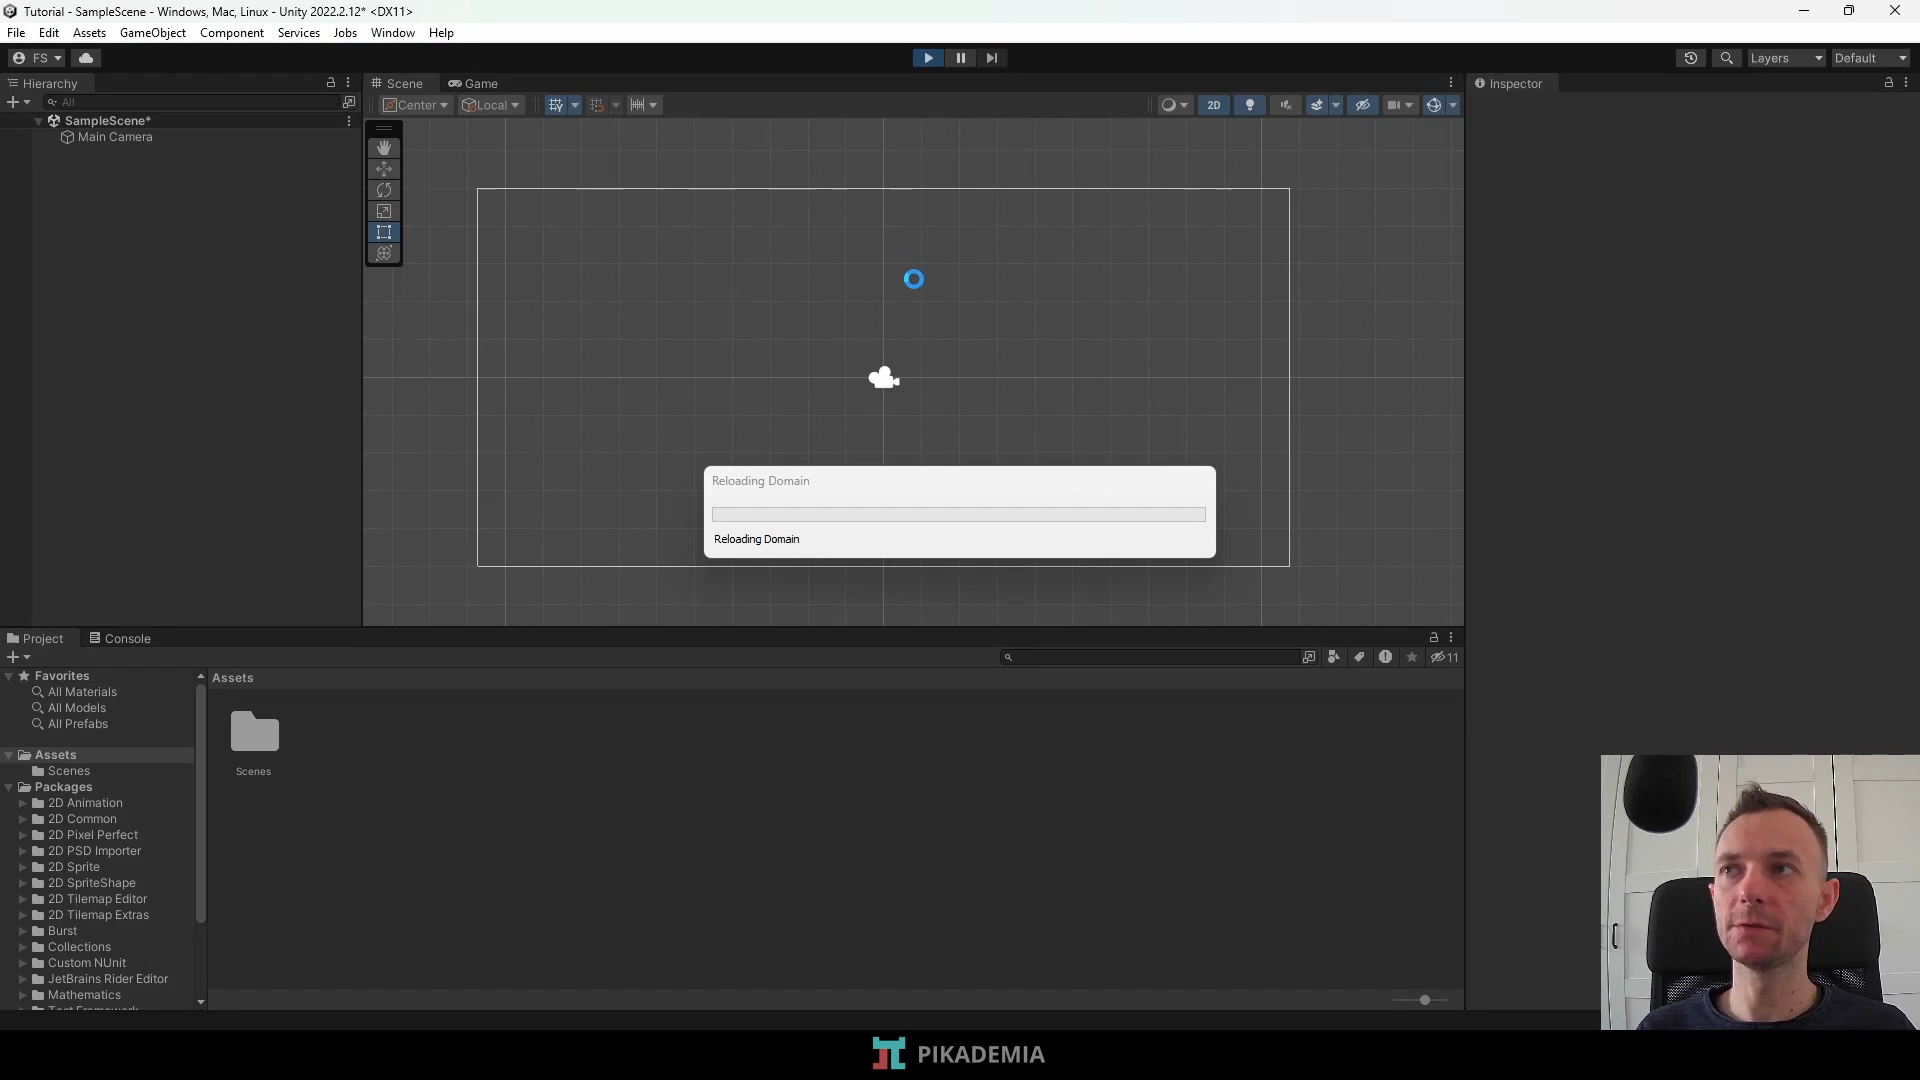 Tutorial - SampleScene - Windows, Mac, Linux - Unity 2022.2.12* <DX11>
File Edit Assets GameObject Component Services Jobs Window Help
FS
Layers Default
Hierarchy
Scene Game
Inspector
All
Center Local
2D
SampleScene*
Main Camera
Reloading Domain
Reloading Domain
Project Console
11
Favorites
All Materials
All Models
All Prefabs
Assets
Scenes
Packages
2D Animation
2D Common
2D Pixel Perfect
2D PSD Importer
2D Sprite
2D SpriteShape
2D Tilemap Editor
2D Tilemap Extras
Burst
Collections
Custom NUnit
JetBrains Rider Editor
Mathematics
Test Framework
Assets
Scenes
PIKADEMIA